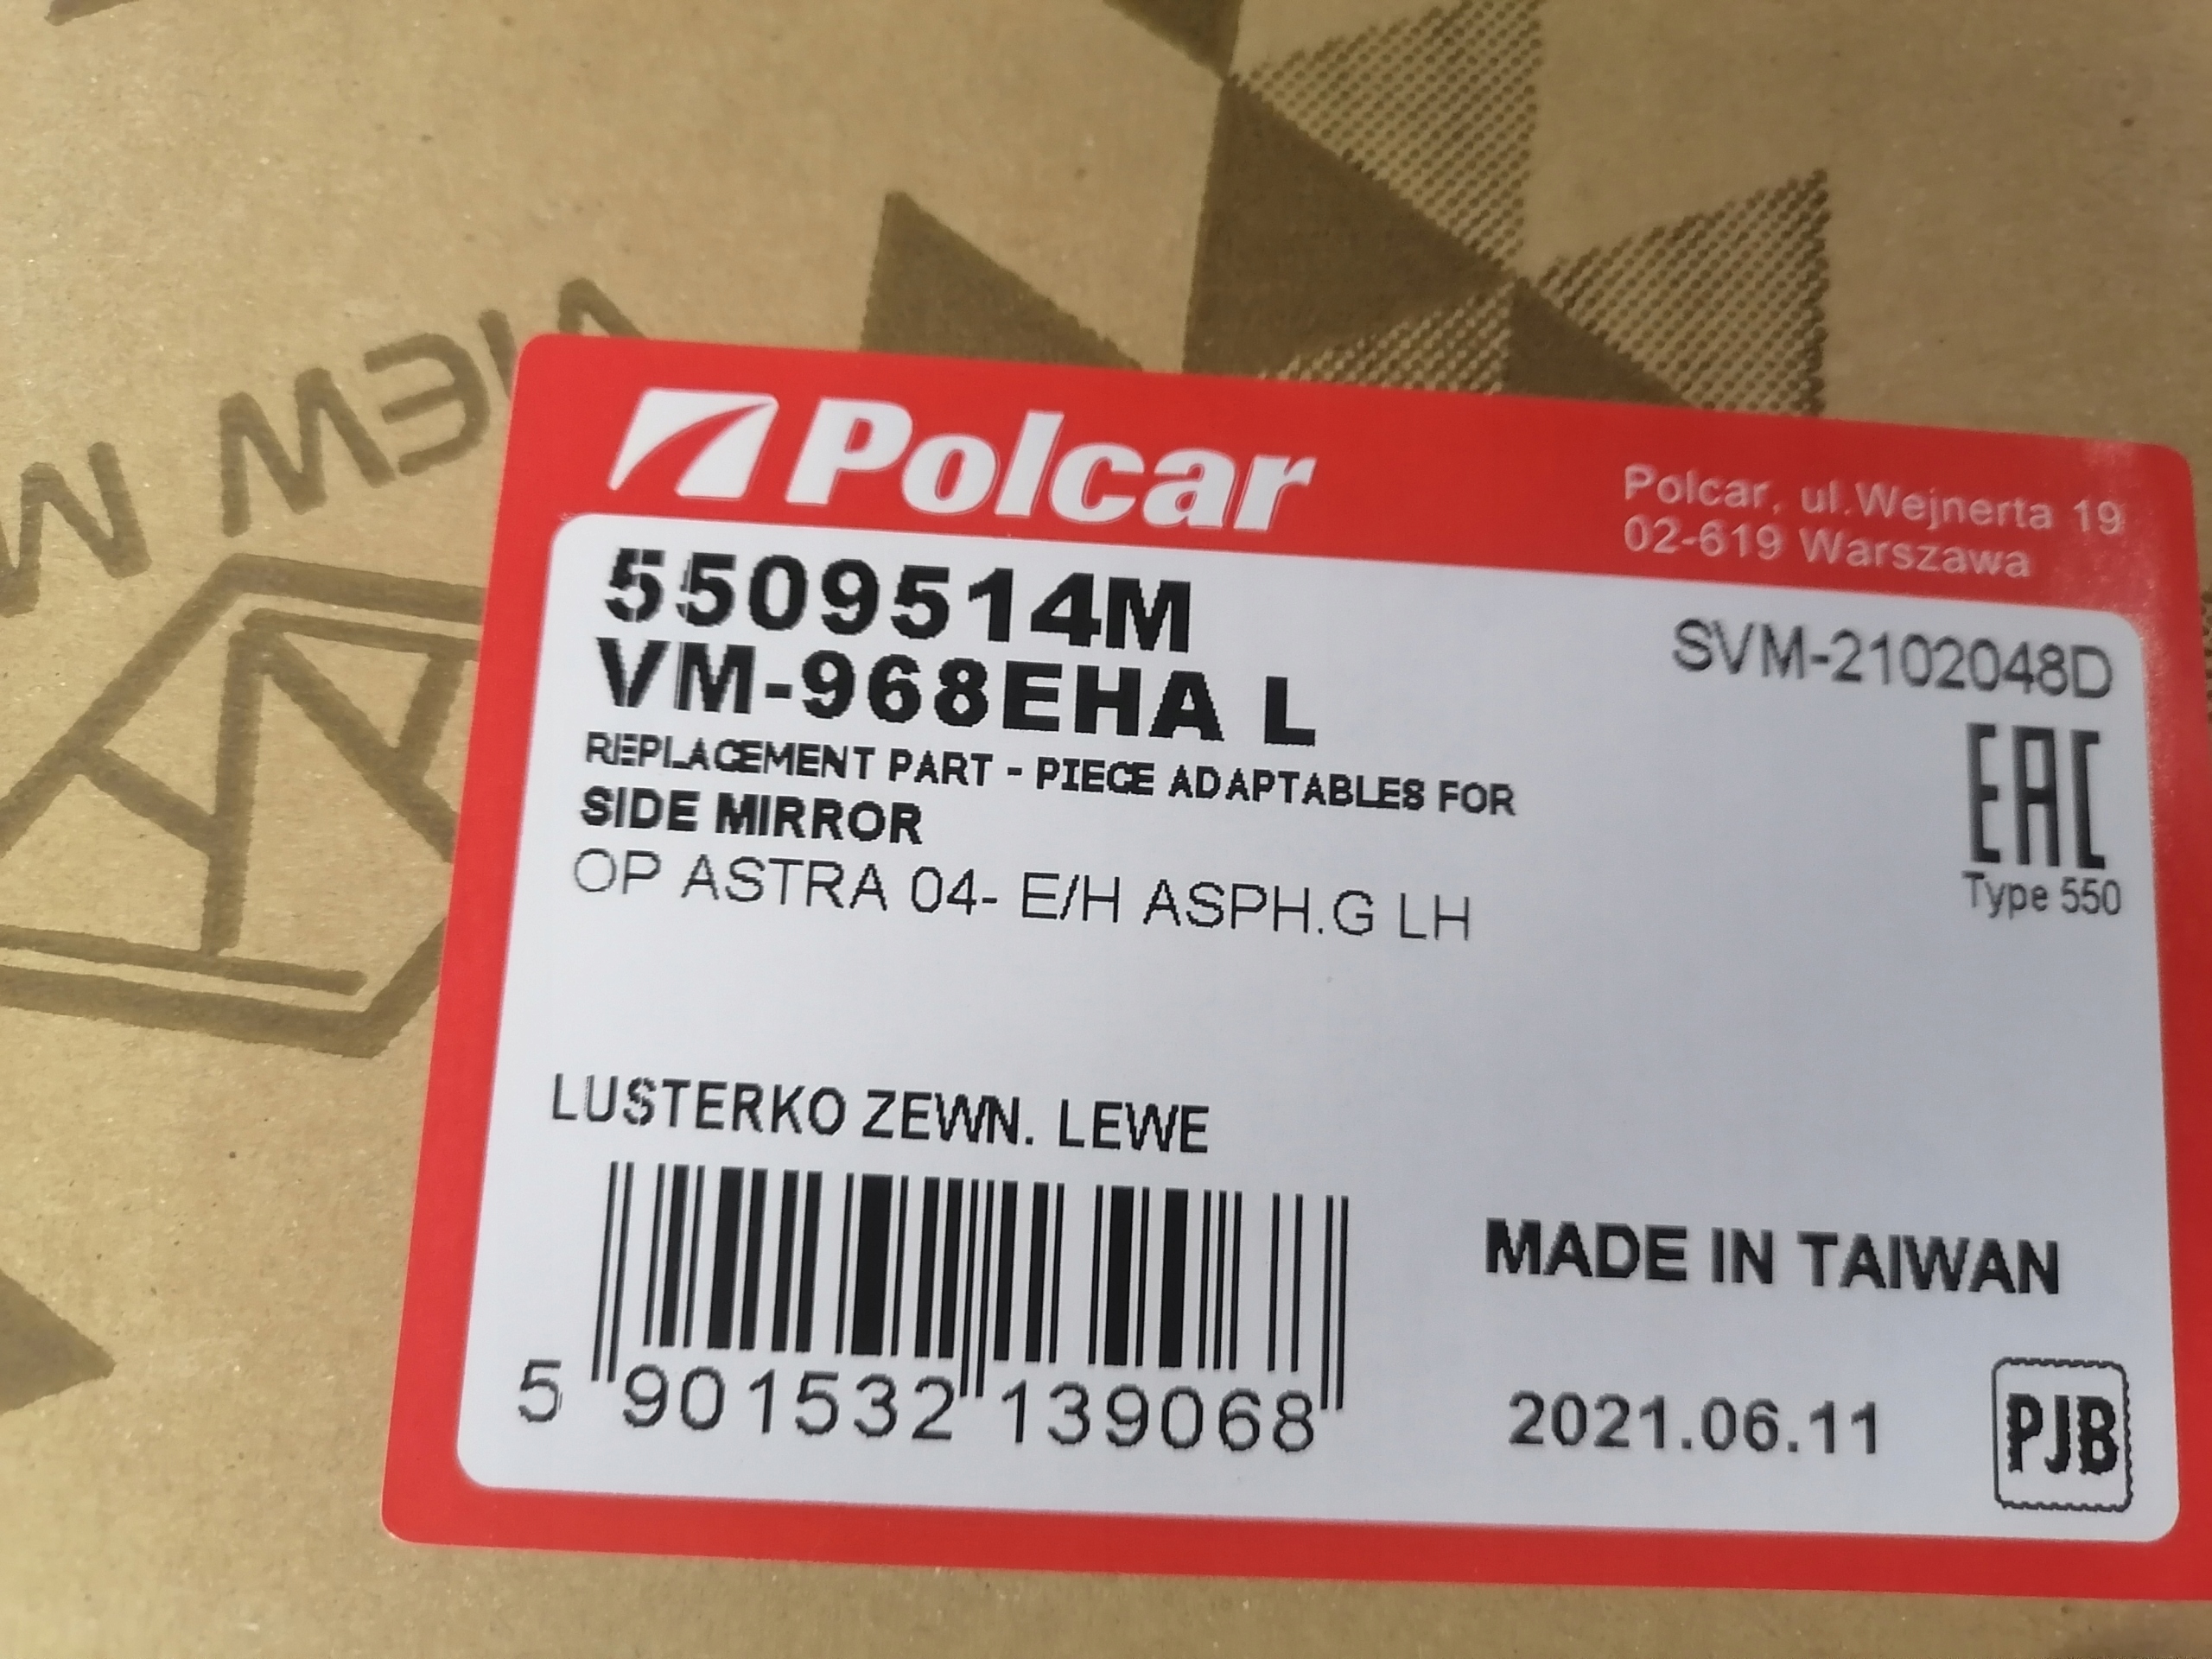 VIEW M
Polcar
Polcar, ul.Wejnerta 19
02-619 Warszawa
5509514M
SVM-2102048D
VM-968EHA L
REPLACEMENT PART - PIECE ADAPTABLES FOR
SIDE MIRROR
OP ASTRA 04- E/H ASPH.G LH
EAC
Type 550
LUSTERKO ZEWN. LEWE
5 901532 139068
MADE IN TAIWAN
2021.06.11
PJB